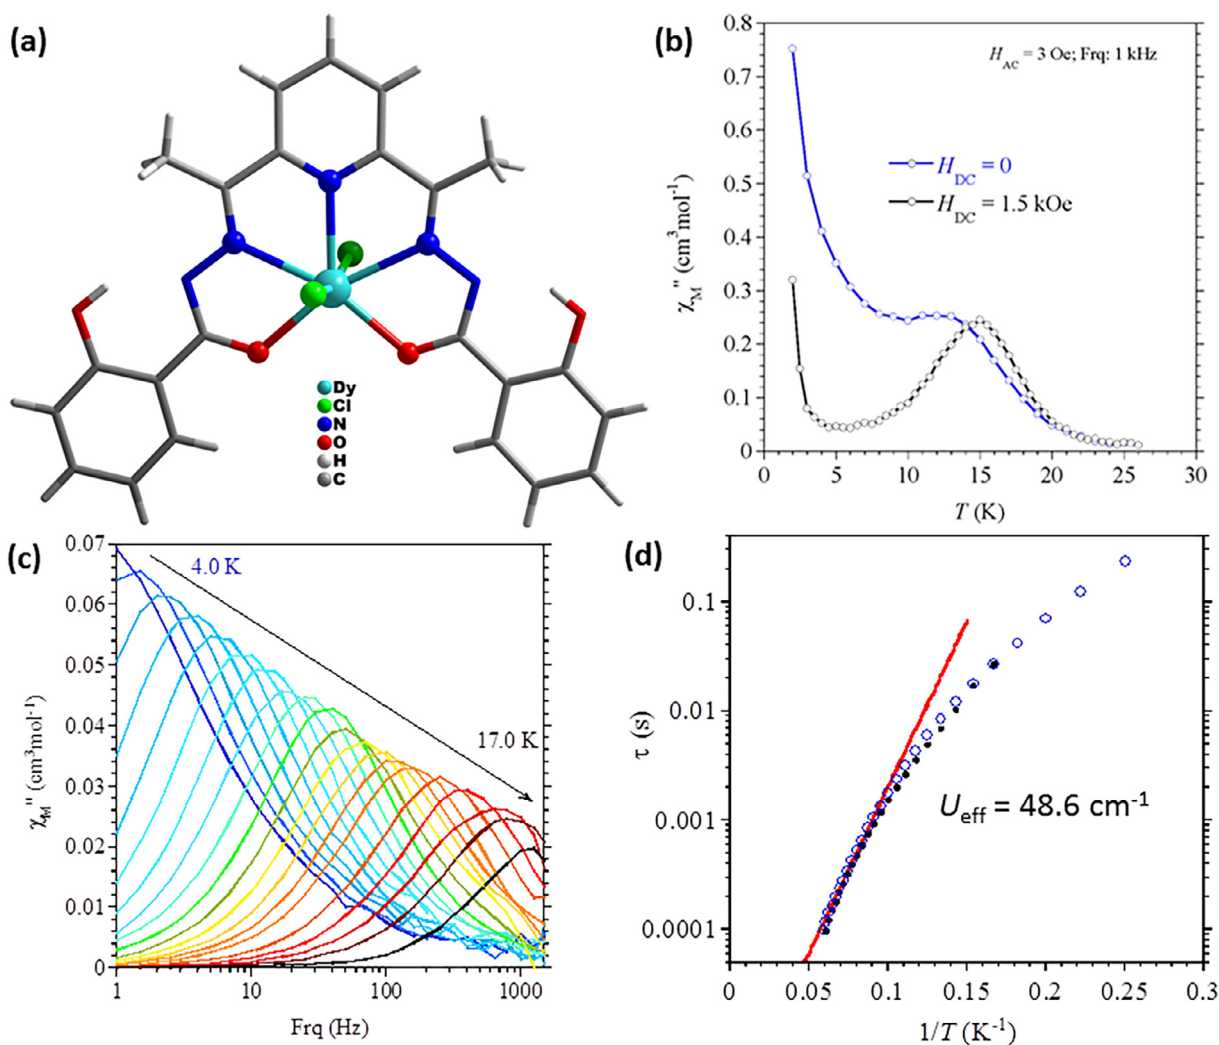 (a)
Dy
Cl
N
O
H
C
(b)
0.8
0.7
0.6
0.5
0.4
0.3
0.2
0.1
0
χM" (cm³mol⁻¹)
HAC = 3 Oe; Frq: 1 kHz
HDC = 0
HDC = 1.5 kOe
0 5 10 15 20 25 30
T (K)
(c)
0.07
0.06
0.05
0.04
0.03
0.02
0.01
0
χM" (cm³mol⁻¹)
4.0 K
17.0 K
1 10 100 1000
Frq (Hz)
(d)
0.1
0.01
0.001
0.0001
τ (s)
Ueff = 48.6 cm⁻¹
0 0.05 0.1 0.15 0.2 0.25 0.3
1/T (K⁻¹)